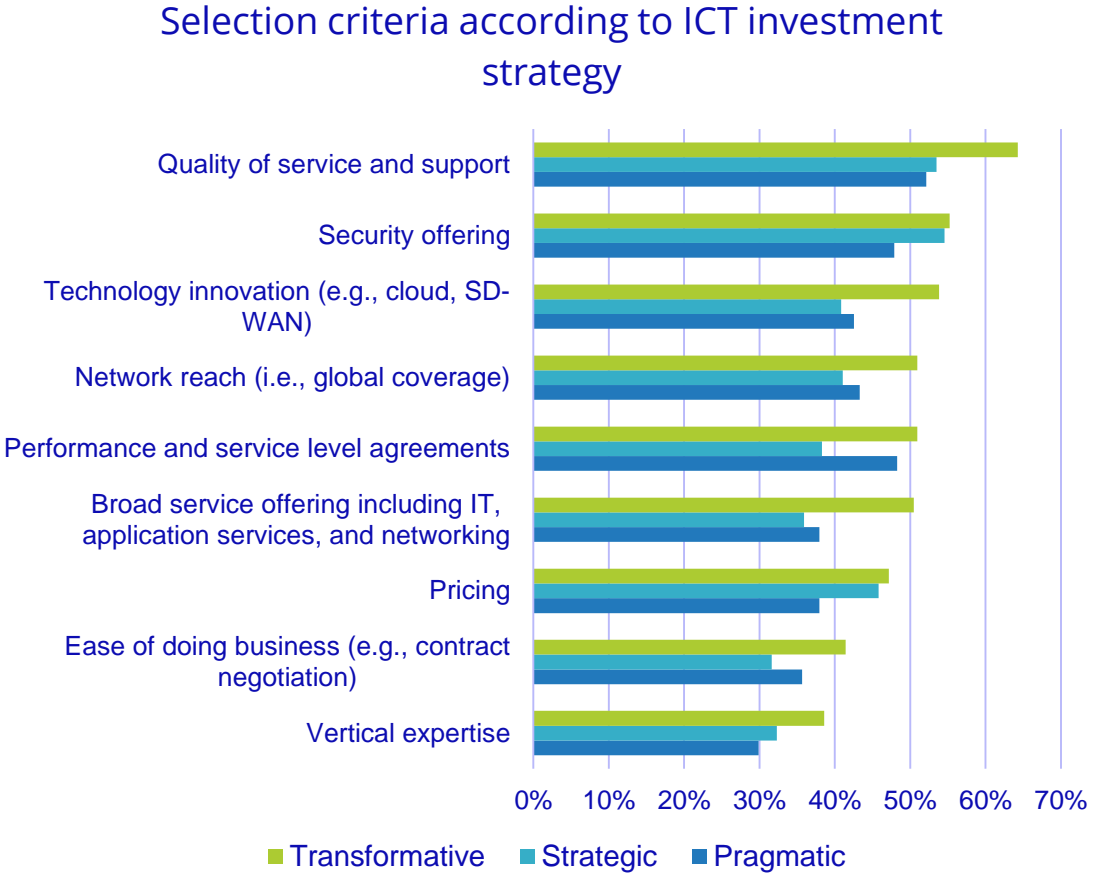 Selection criteria according to ICT investment
strategy
Quality of service and support
Security offering
Technology innovation (e.g., cloud, SD-
WAN)
Network reach (i.e., global coverage)
Performance and service level agreements
Broad service offering including IT,
application services, and networking
Pricing
Ease of doing business (e.g., contract
negotiation)
Vertical expertise
0% 10% 20% 30% 40% 50% 60% 70%
Transformative Strategic Pragmatic